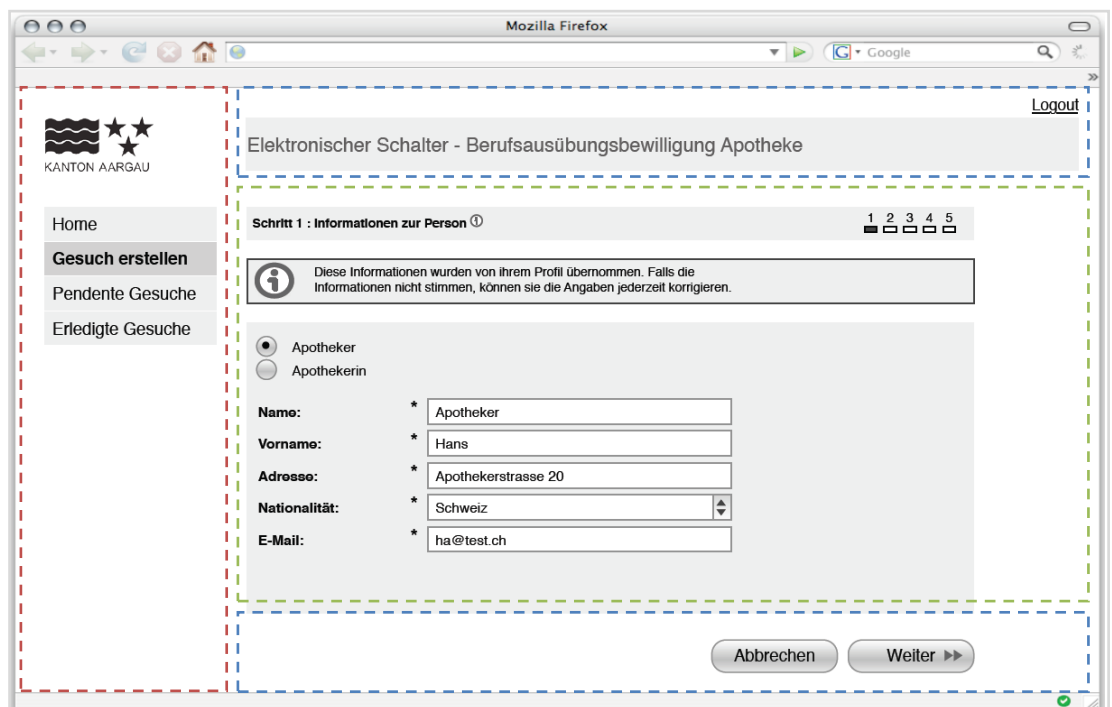 Mozilla Firefox
G Google
»
Logout
KANTON AARGAU
Elektronischer Schalter - Berufsausübungsbewilligung Apotheke
Home
Gesuch erstellen
Pendente Gesuche
Erledigte Gesuche
Schritt 1 : Informationen zur Person i
1 2 3 4 5
i
Diese Informationen wurden von ihrem Profil übernommen. Falls die
Informationen nicht stimmen, können sie die Angaben jederzeit korrigieren.
Apotheker
Apothekerin
Name: * Apotheker
Vorname: * Hans
Adresse: * Apothekerstrasse 20
Nationalität: * Schweiz
E-Mail: * ha@test.ch
Abbrechen
Weiter